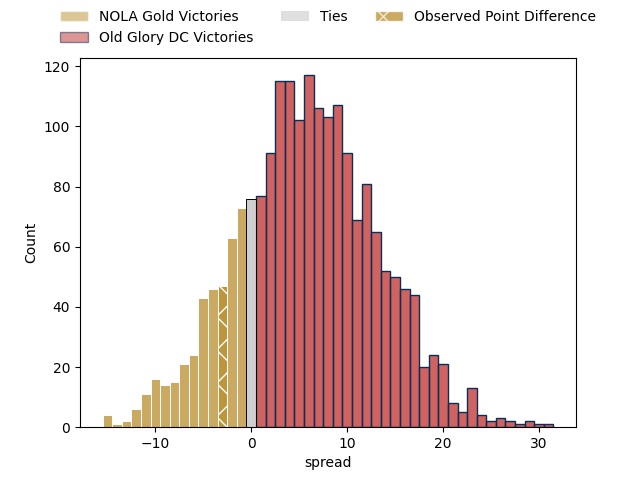 NOLA Gold Victories
Ties
Observed Point Difference
Old Glory DC Victories
120
100
80
60
40
20
0
Count
−10
0
10
20
30
spread